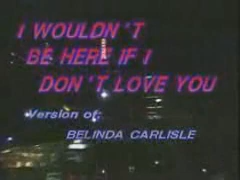 I WOULDN'T
BE HERE IF I
DON'T LOVE YOU
Version of:
BELINDA CARLISLE